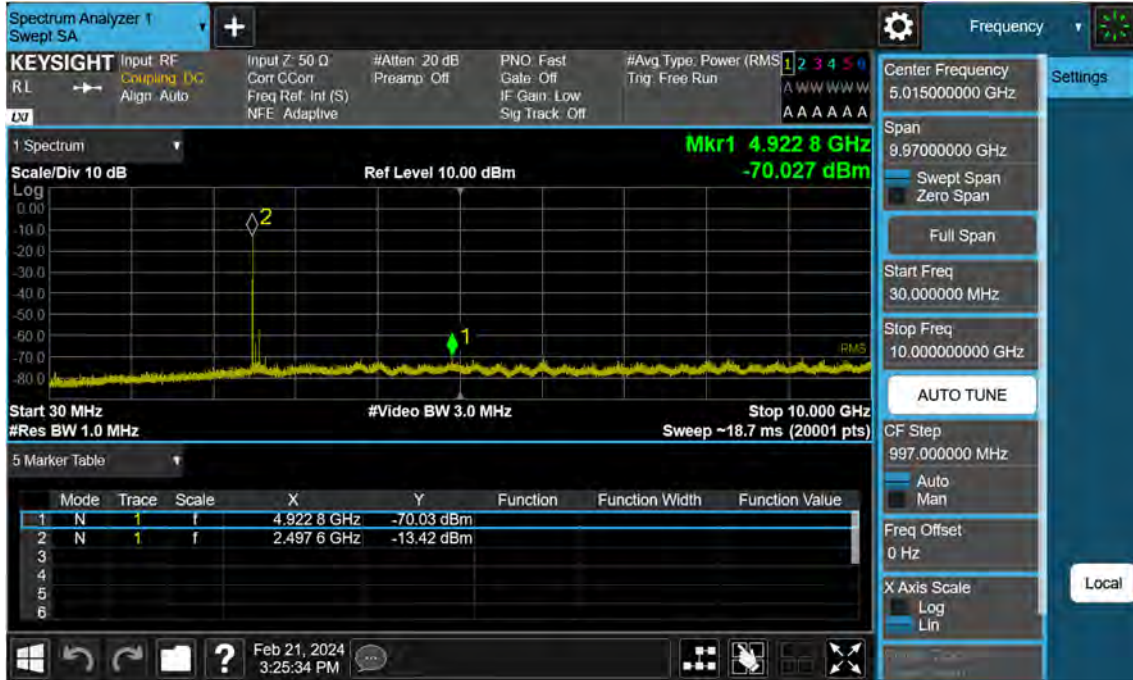 Spectrum Analyzer 1
Swept SA
+
Frequency
KEYSIGHT
RL
LXI
Input: RF
Coupling: DC
Align: Auto
Input Z: 50 Ω
Corr CCorr
Freq Ref: Int (S)
NFE: Adaptive
#Atten: 20 dB
Preamp: Off
PNO: Fast
Gate: Off
IF Gain: Low
Sig Track: Off
#Avg Type: Power (RMS
Trig: Free Run
1 2 3 4 5 6
A W W W W W
A A A A A A
1 Spectrum
Scale/Div 10 dB
Ref Level 10.00 dBm
Mkr1 4.922 8 GHz
-70.027 dBm
Log
0.00
-10.0
-20.0
-30.0
-40.0
-50.0
-60.0
-70.0
-80.0
2
1
RMS
Start 30 MHz
#Video BW 3.0 MHz
Stop 10.000 GHz
#Res BW 1.0 MHz
Sweep ~18.7 ms (20001 pts)
5 Marker Table
Mode Trace Scale X Y Function Function Width Function Value
1 N 1 f 4.922 8 GHz -70.03 dBm
2 N 1 f 2.497 6 GHz -13.42 dBm
3
4
5
6
?
Feb 21, 2024
3:25:34 PM
Center Frequency
5.015000000 GHz
Span
9.97000000 GHz
Swept Span
Zero Span
Full Span
Start Freq
30.000000 MHz
Stop Freq
10.000000000 GHz
AUTO TUNE
CF Step
997.000000 MHz
Auto
Man
Freq Offset
0 Hz
X Axis Scale
Log
Lin
Settings
Local